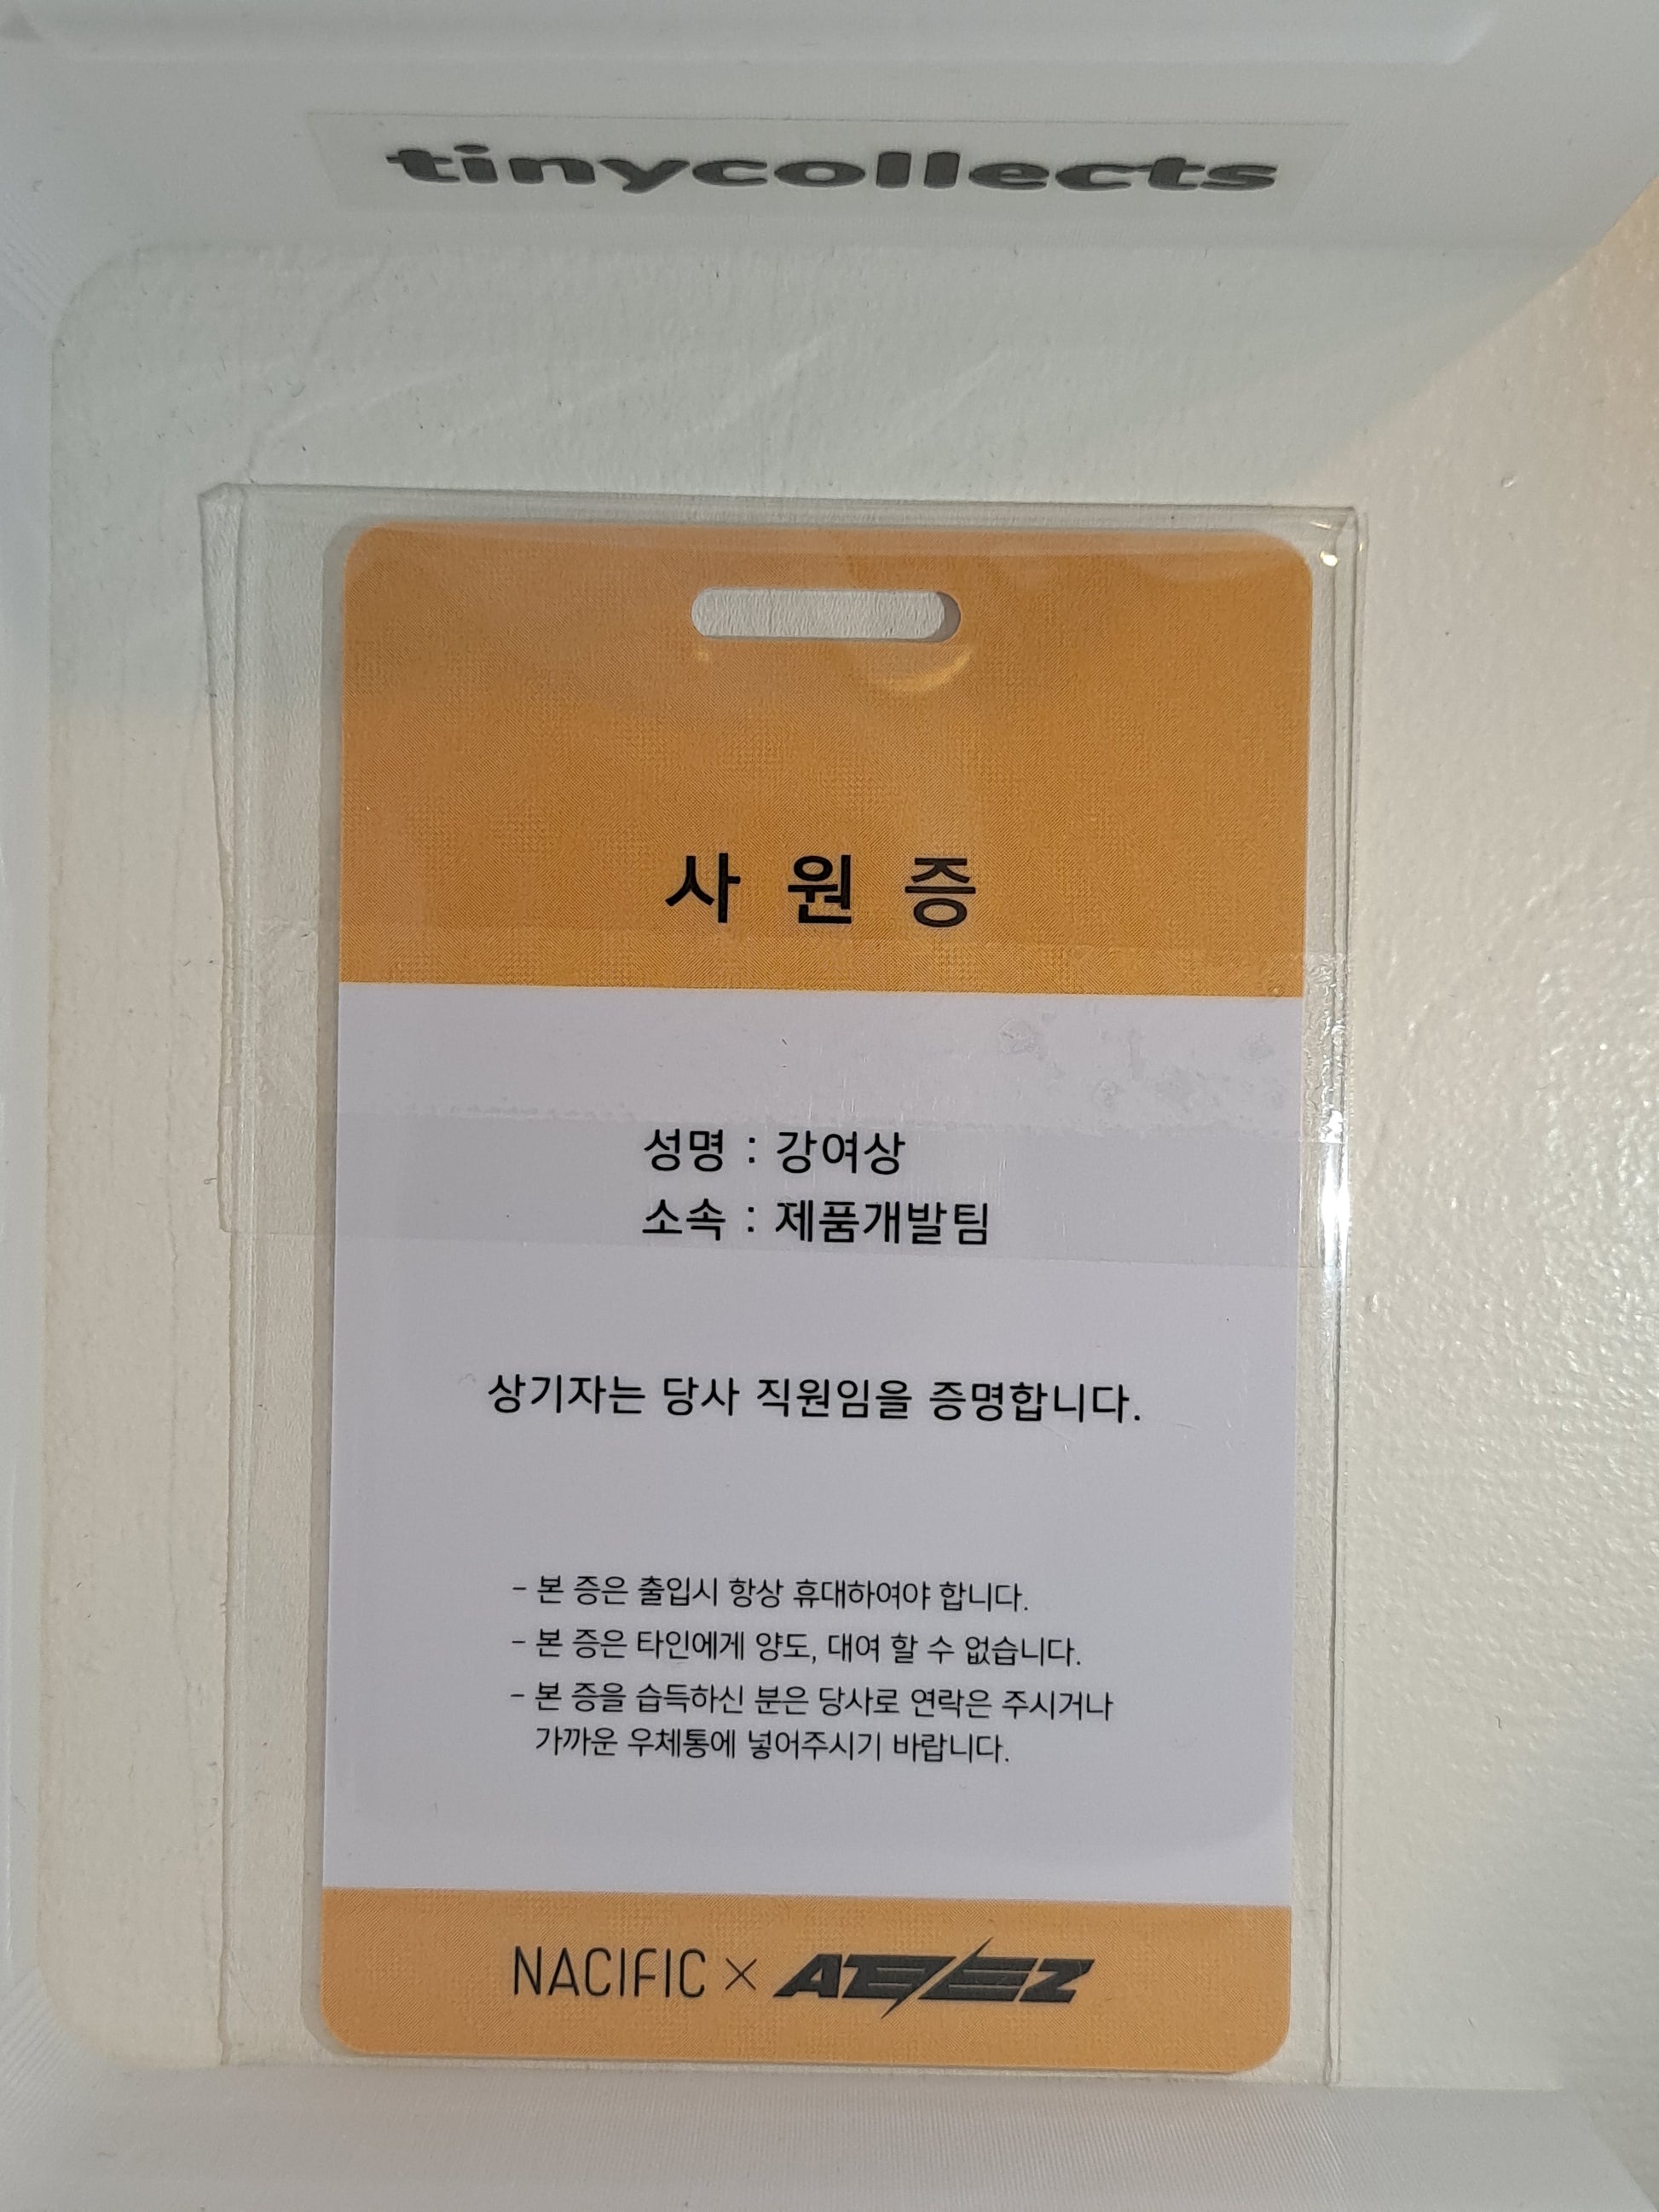 tinycollects
사 원 증
성명 : 강여상
소속 : 제품개발팀
상기자는 당사 직원임을 증명합니다.
- 본 증은 출입시 항상 휴대하여야 합니다.
- 본 증은 타인에게 양도, 대여 할 수 없습니다.
- 본 증을 습득하신 분은 당사로 연락은 주시거나
가까운 우체통에 넣어주시기 바랍니다.
NACIFIC × ATEEZ